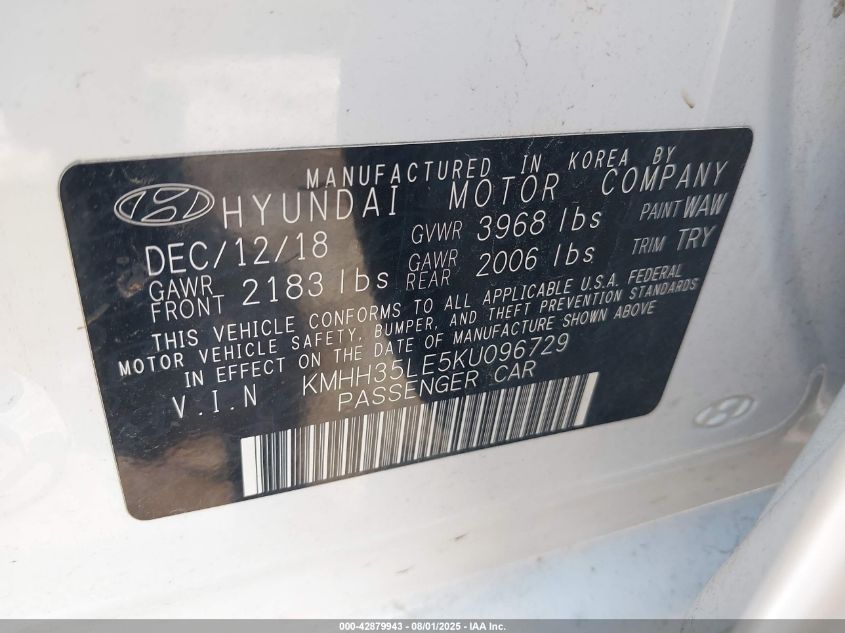 MANUFACTURED IN KOREA BY
HYUNDAI MOTOR COMPANY
DEC/12/18 GVWR 3968 lbs PAINT WAW
GAWR FRONT 2183 lbs GAWR REAR 2006 lbs TRIM TRY
THIS VEHICLE CONFORMS TO ALL APPLICABLE U.S.A. FEDERAL
MOTOR VEHICLE SAFETY, BUMPER, AND THEFT PREVENTION STANDARDS
IN EFFECT ON THE DATE OF MANUFACTURE SHOWN ABOVE
V.I.N KMHH35LE5KU096729
PASSENGER CAR
000-42879943 - 08/01/2025 - IAA Inc.